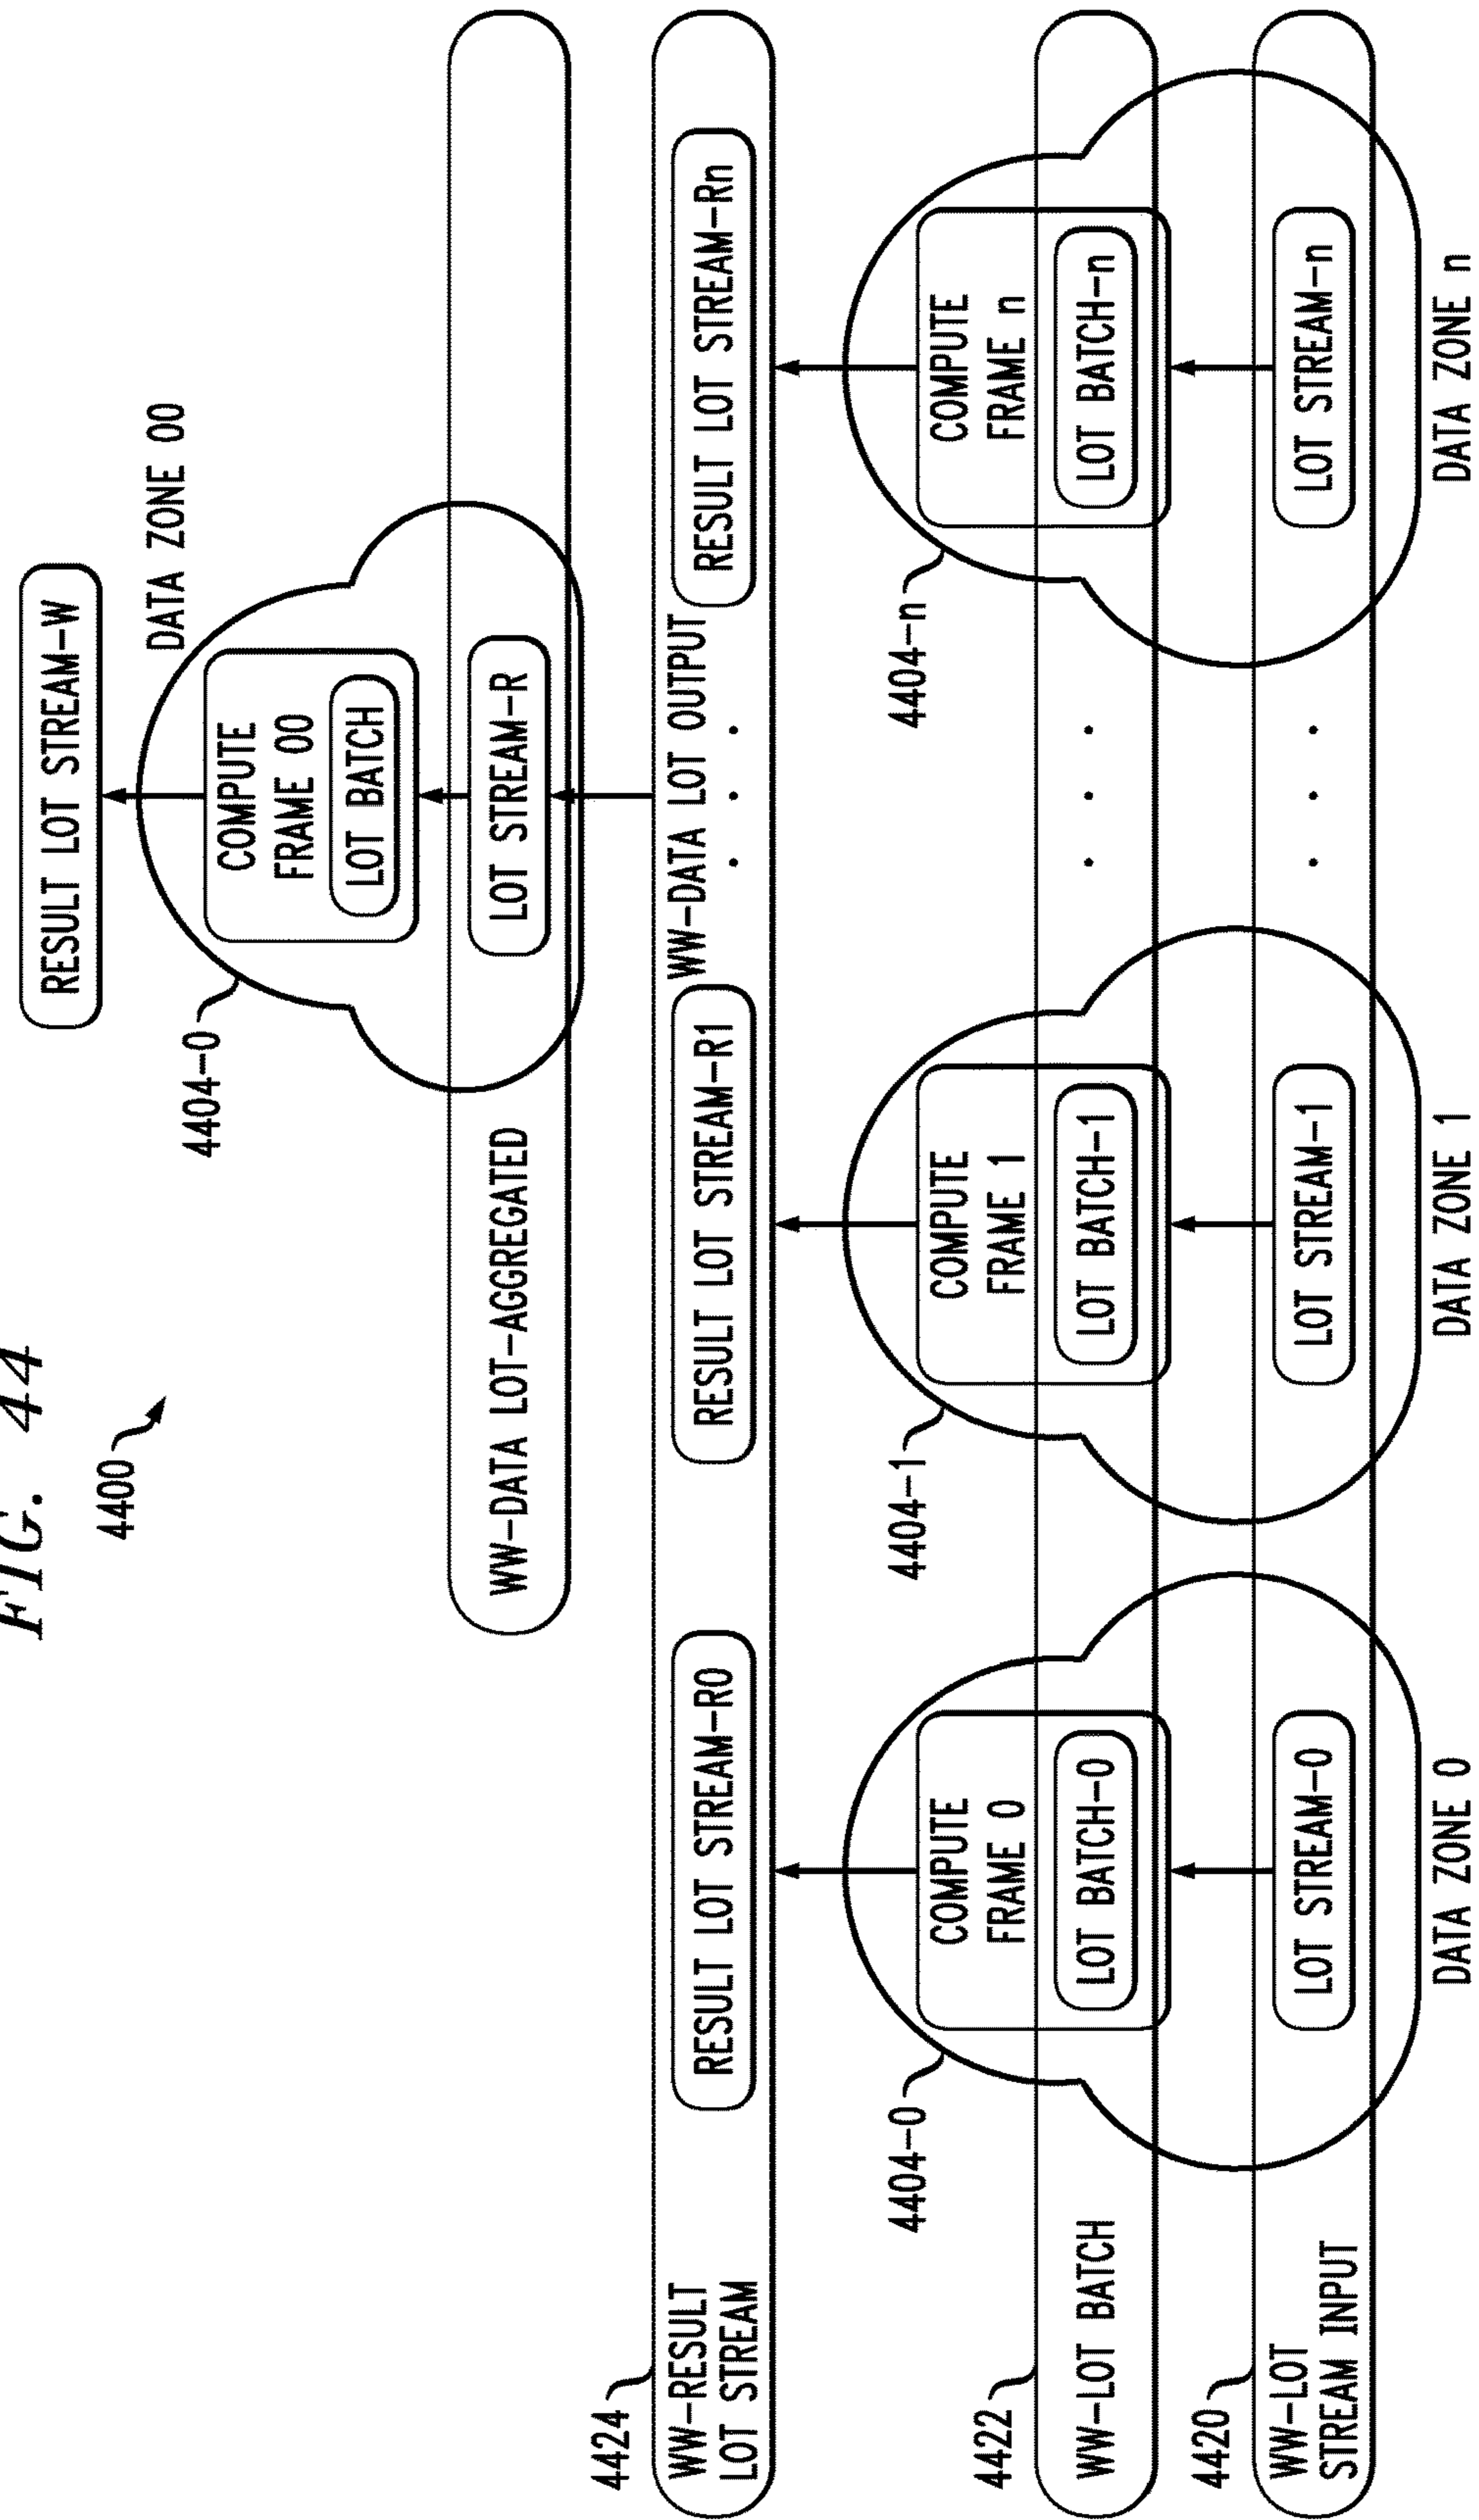 FIG. 44
4400
RESULT LOT STREAM-W
DATA ZONE 00
4404-0
COMPUTE
FRAME 00
LOT BATCH
LOT STREAM-R
WW-DATA LOT-AGGREGATED
4424
WW-RESULT
LOT STREAM
RESULT LOT STREAM-R0
RESULT LOT STREAM-R1
WW-DATA LOT OUTPUT
. . .
RESULT LOT STREAM-Rn
4404-0
COMPUTE
FRAME 0
LOT BATCH-0
4404-1
COMPUTE
FRAME 1
LOT BATCH-1
. . .
4404-n
COMPUTE
FRAME n
LOT BATCH-n
4422
WW-LOT BATCH
4420
WW-LOT
STREAM INPUT
LOT STREAM-0
LOT STREAM-1
. . .
LOT STREAM-n
DATA ZONE 0
DATA ZONE 1
DATA ZONE n